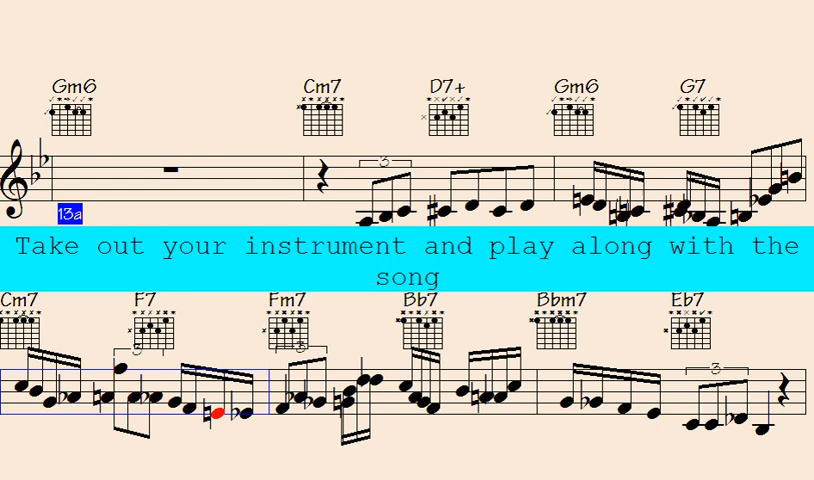 Gm6 Cm7 D7+ Gm6 G7
3
13a
Take out your instrument and play along with the
song
Cm7 F7 Fm7 Bb7 Bbm7 Eb7
3 3
3